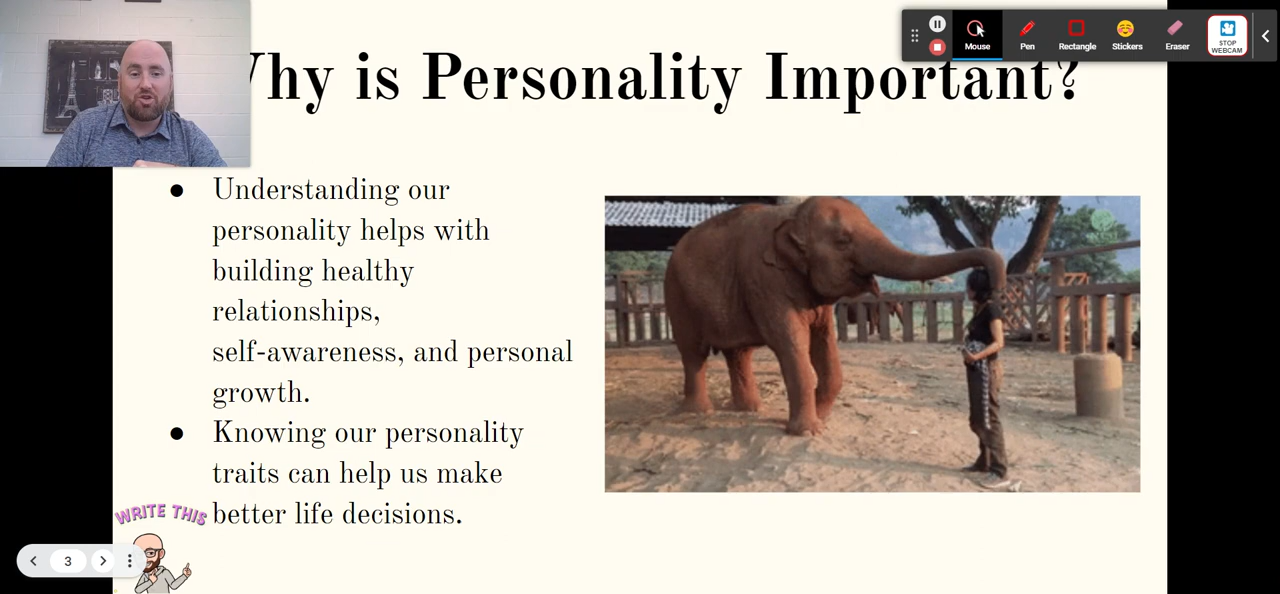 Why is Personality Important?
Mouse
Pen
Rectangle
Stickers
Eraser
STOP
WEBCAM
● Understanding our
personality helps with
building healthy
relationships,
self-awareness, and personal
growth.
● Knowing our personality
traits can help us make
better life decisions.
WRITE THIS
3